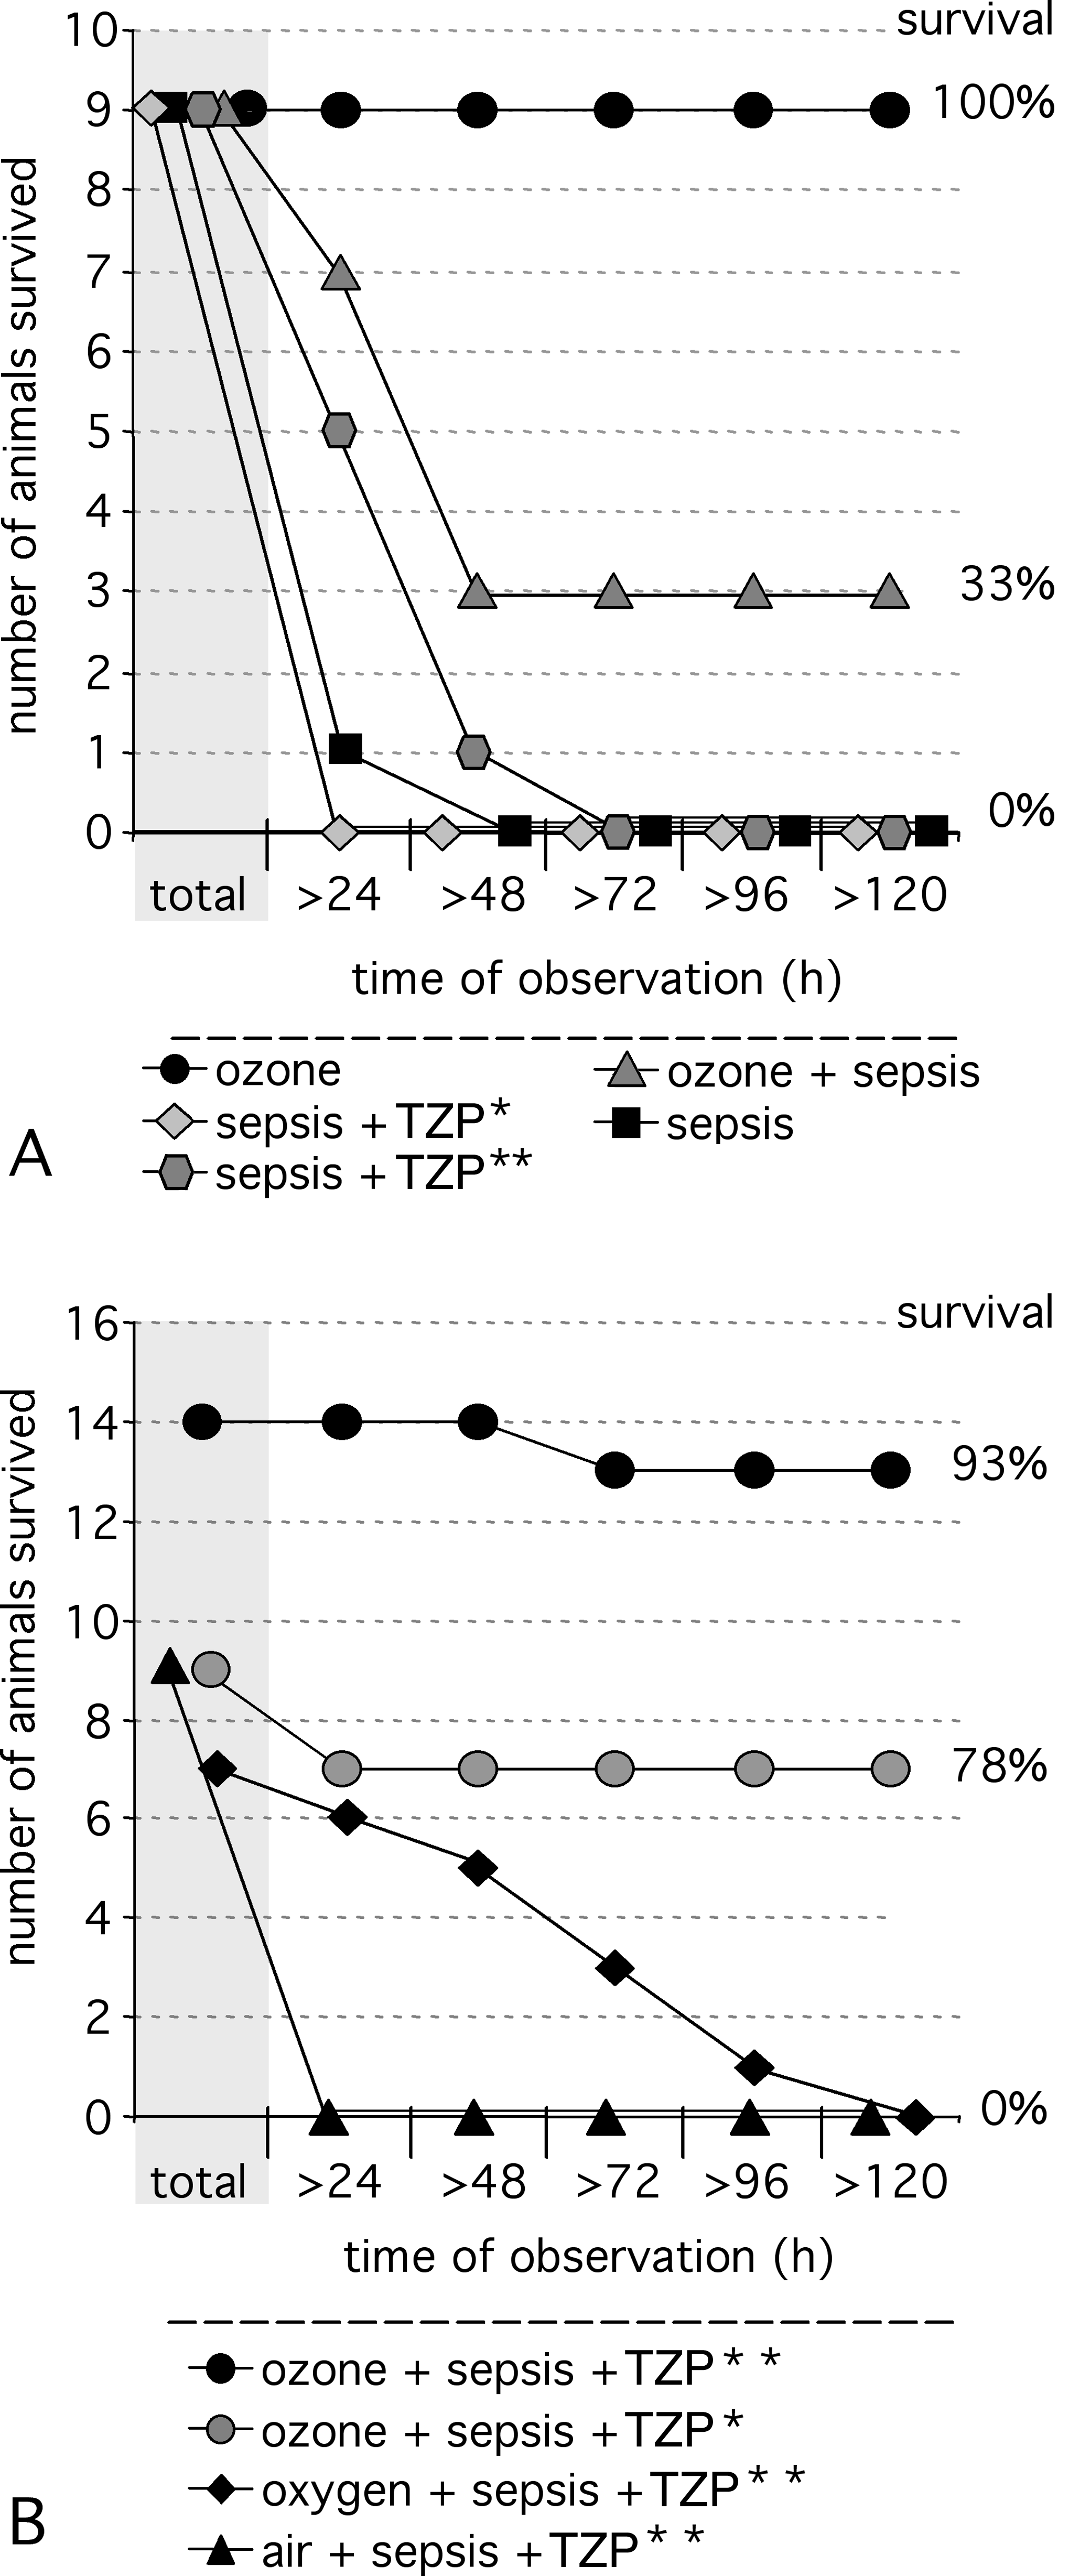 survival
10
9
8
7
6
5
4
3
2
1
0
100%
33%
0%
number of animals survived
total >24 >48 >72 >96 >120
time of observation (h)
ozone
ozone + sepsis
sepsis + TZP*
sepsis
sepsis + TZP**
A
survival
16
14
12
10
8
6
4
2
0
93%
78%
0%
number of animals survived
total >24 >48 >72 >96 >120
time of observation (h)
ozone + sepsis + TZP**
ozone + sepsis + TZP*
oxygen + sepsis + TZP**
air + sepsis + TZP**
B